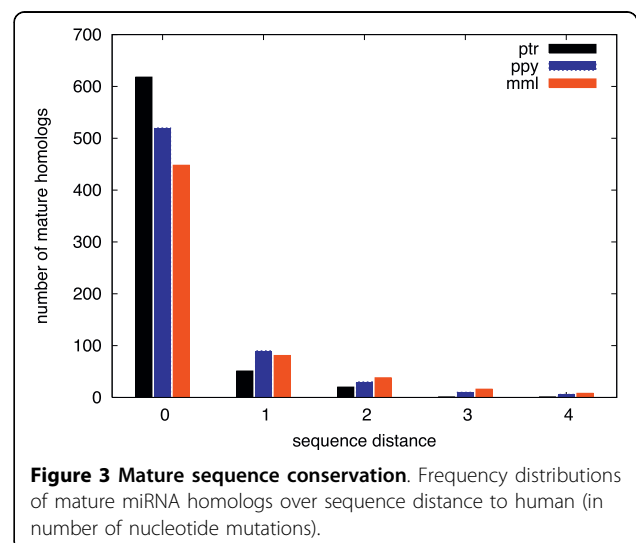 700
600
500
400
300
200
100
0
number of mature homologs
ptr
ppy
mml
0 1 2 3 4
sequence distance
Figure 3 Mature sequence conservation. Frequency distributions
of mature miRNA homologs over sequence distance to human (in
number of nucleotide mutations).